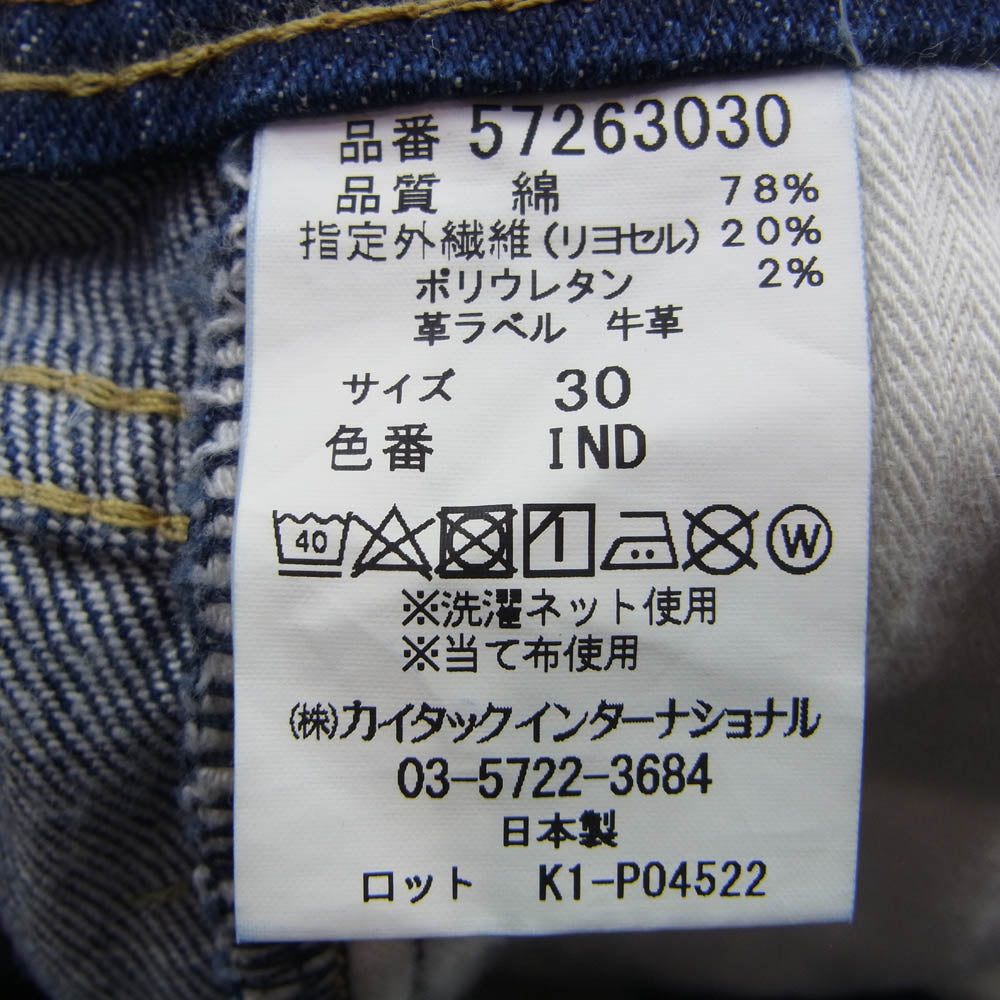 品番 57263030
品質 綿 78%
指定外繊維(リヨセル) 20%
ポリウレタン 2%
革ラベル 牛革
サイズ 30
色番 IND
40 W
※洗濯ネット使用
※当て布使用
(株)カイタックインターナショナル
03-5722-3684
日本製
ロット K1-P04522